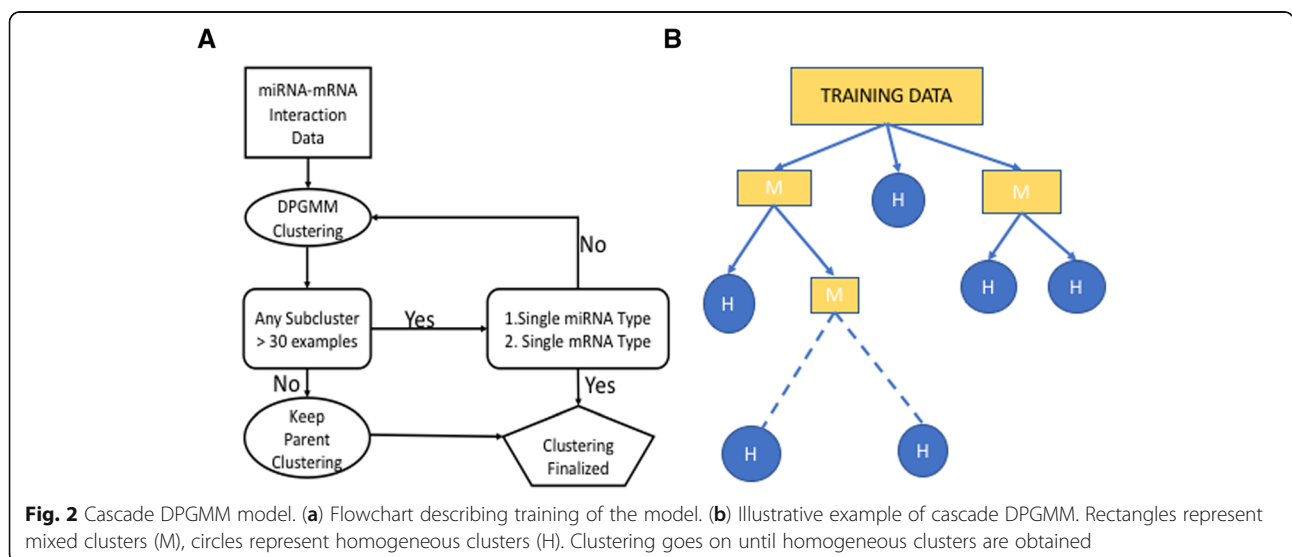 A
miRNA-mRNA
Interaction
Data
DPGMM
Clustering
No
Any Subcluster
> 30 examples
Yes
1.Single miRNA Type
2. Single mRNA Type
No
Yes
Keep
Parent
Clustering
Clustering
Finalized
B
TRAINING DATA
M
H
M
H
M
H
H
H
H
Fig. 2 Cascade DPGMM model. (a) Flowchart describing training of the model. (b) Illustrative example of cascade DPGMM. Rectangles represent
mixed clusters (M), circles represent homogeneous clusters (H). Clustering goes on until homogeneous clusters are obtained